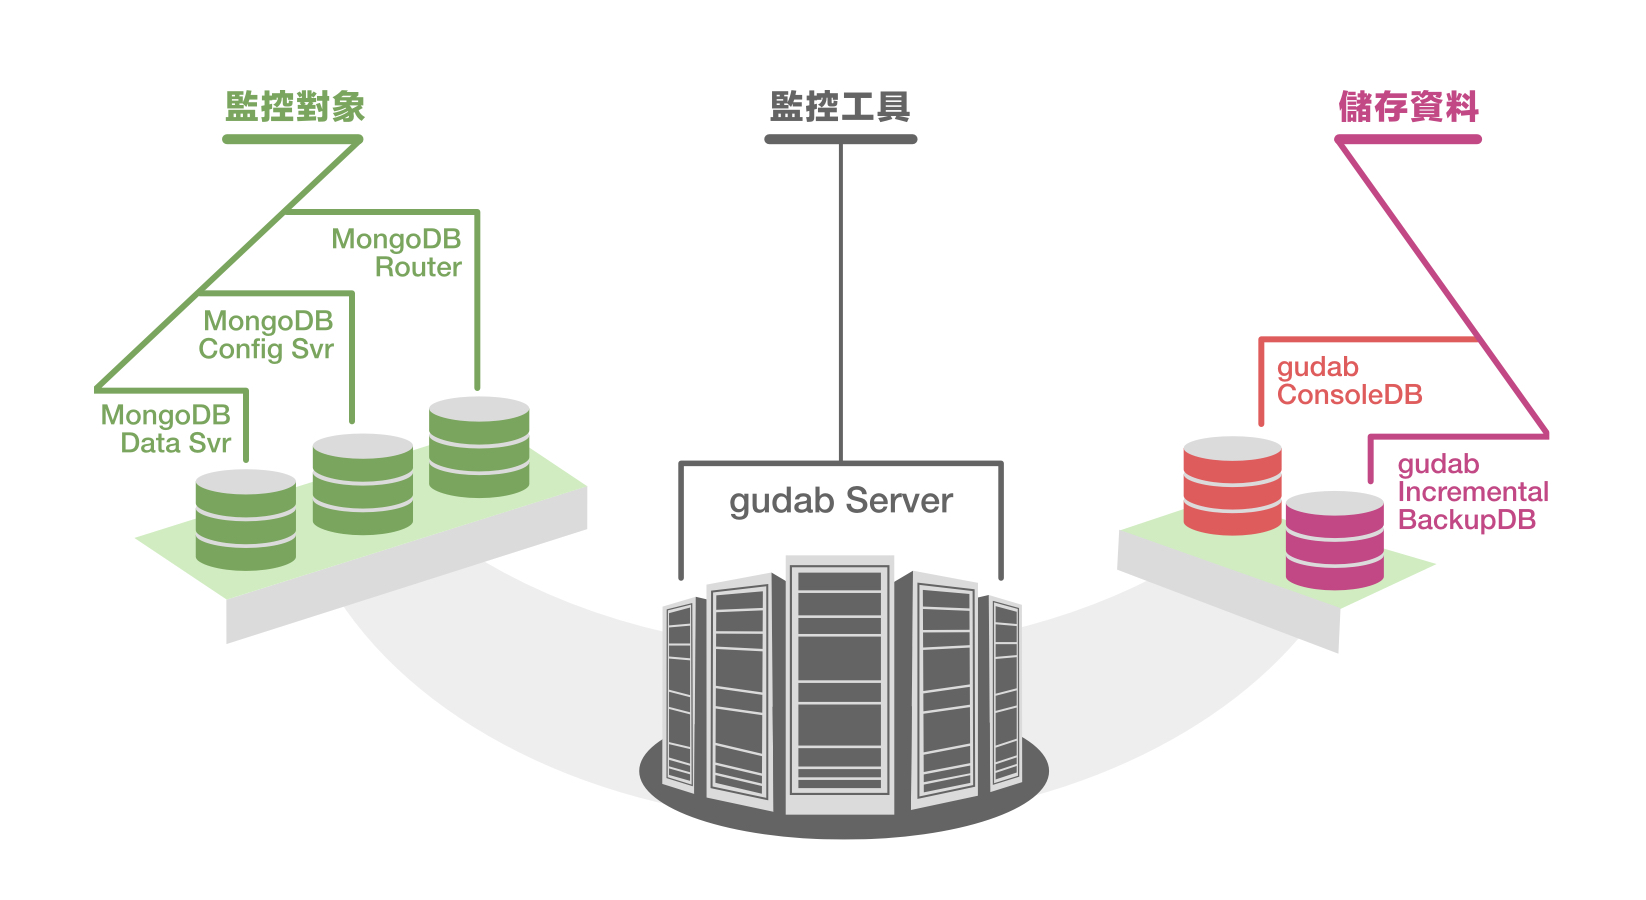 監控對象
MongoDB
Router
MongoDB
Config Svr
MongoDB
Data Svr
監控工具
gudab Server
儲存資料
gudab
ConsoleDB
gudab
Incremental
BackupDB